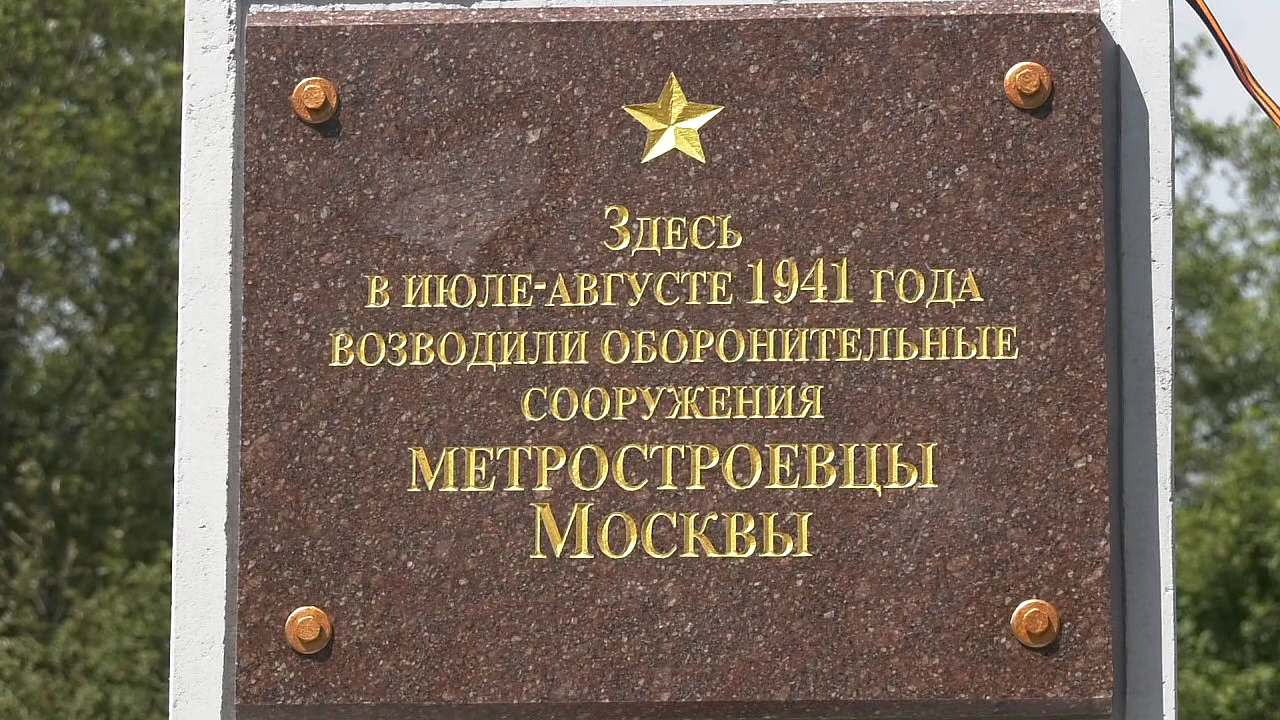 Здесь
в июле-августе 1941 года
возводили оборонительные
сооружения
метростроевцы
Москвы